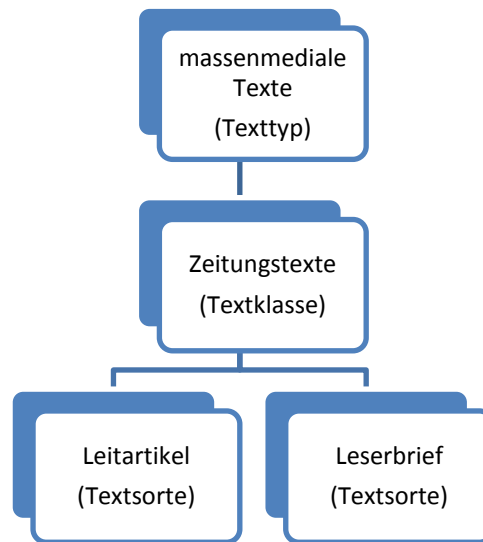 massenmediale
Texte
(Texttyp)
Zeitungstexte
(Textklasse)
Leitartikel
(Textsorte)
Leserbrief
(Textsorte)